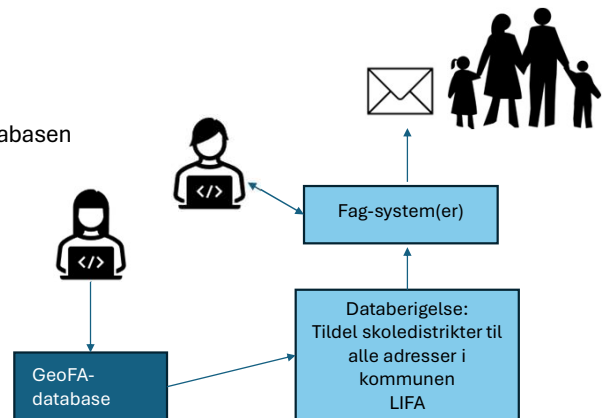 abasen
Fag-system(er)
Databerigelse:
Tildel skoledistrikter til
alle adresser i
kommunen
LIFA
GeoFA-
database